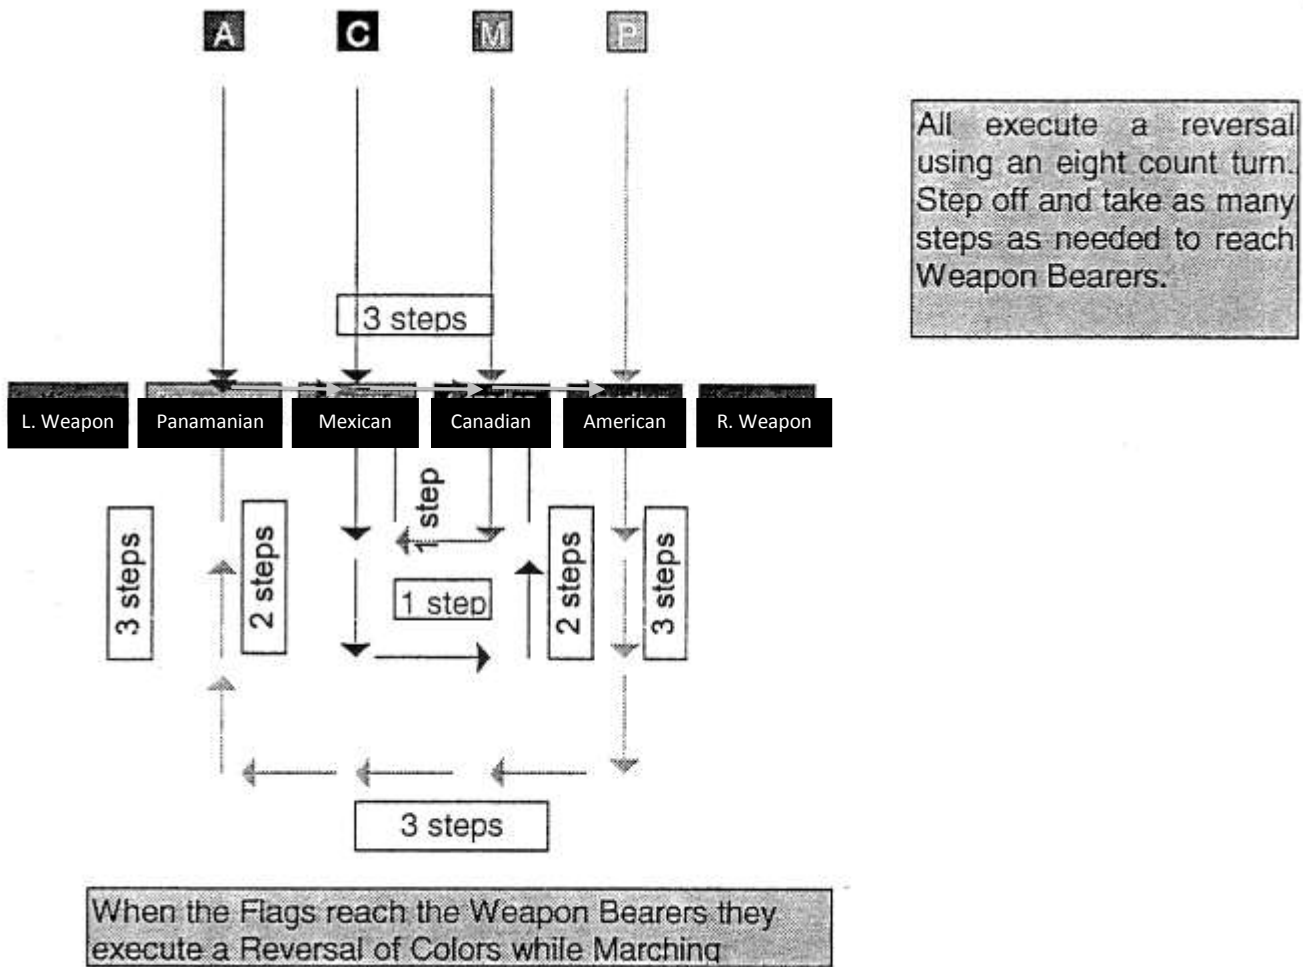 A C M P
All execute a reversal
using an eight count turn.
Step off and take as many
steps as needed to reach
Weapon Bearers.
3 steps
L. Weapon Panamanian Mexican Canadian American R. Weapon
3 steps
2 steps
1 step
1 step
2 steps
3 steps
3 steps
When the Flags reach the Weapon Bearers they
execute a Reversal of Colors while Marching